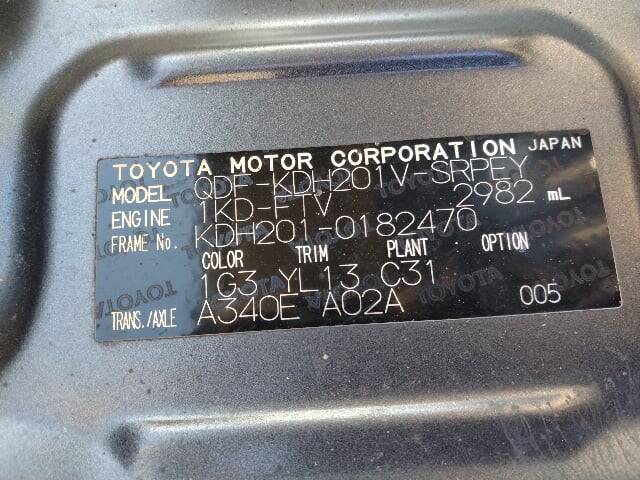 TOYOTA MOTOR CORPORATION JAPAN
MODEL QDF-KDH201V-SRPEY
ENGINE 1KD-FTV 2982 mL
FRAME No. KDH201-0182470
COLOR TRIM PLANT OPTION
1G3 YL13 C31
TRANS./AXLE A340E A02A 005